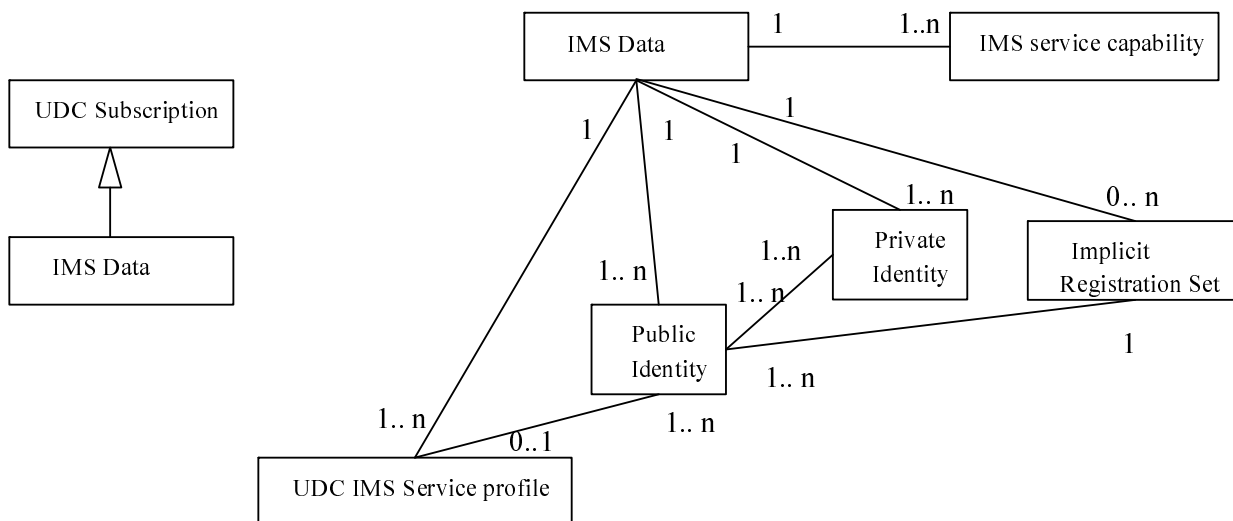 IMS Data
1
1..n
IMS service capability
UDC Subscription
IMS Data
1
1
1
1
1.. n
0.. n
Private
Identity
Implicit
Registration Set
1..n
1.. n
1.. n
Public
Identity
1
1.. n
1.. n
0..1
1.. n
UDC IMS Service profile